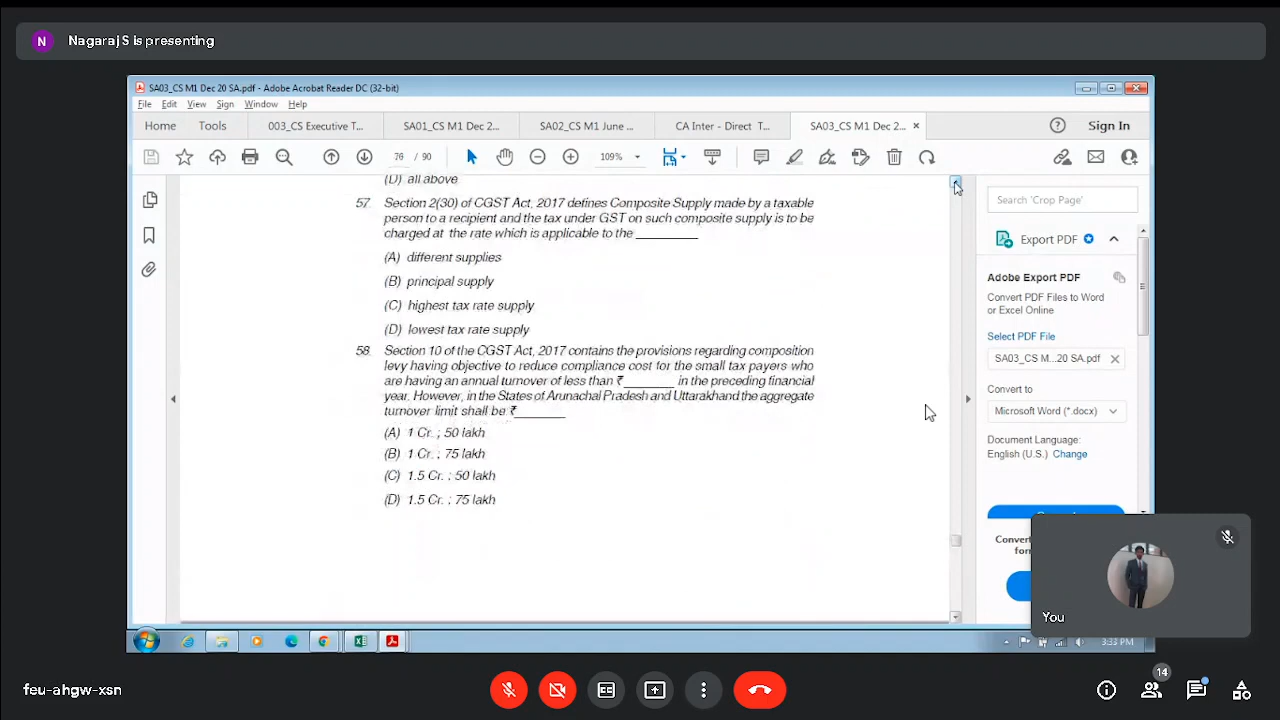 N Nagaraj S is presenting
SA03_CS M1 Dec 20 SA.pdf - Adobe Acrobat Reader DC (32-bit)
File Edit View Sign Window Help
Home Tools 003_CS Executive T... SA01_CS M1 Dec 2... SA02_CS M1 June ... CA Inter - Direct T... SA03_CS M1 Dec 2... × Sign In
76 / 90 109%
(D) all above
57. Section 2(30) of CGST Act, 2017 defines Composite Supply made by a taxable
person to a recipient and the tax under GST on such composite supply is to be
charged at the rate which is applicable to the __________
(A) different supplies
(B) principal supply
(C) highest tax rate supply
(D) lowest tax rate supply
58. Section 10 of the CGST Act, 2017 contains the provisions regarding composition
levy having objective to reduce compliance cost for the small tax payers who
are having an annual turnover of less than ₹________ in the preceding financial
year. However, in the States of Arunachal Pradesh and Uttarakhand the aggregate
turnover limit shall be ₹________
(A) 1 Cr. ; 50 lakh
(B) 1 Cr. ; 75 lakh
(C) 1.5 Cr. ; 50 lakh
(D) 1.5 Cr. ; 75 lakh
Search 'Crop Page'
Export PDF
Adobe Export PDF
Convert PDF Files to Word
or Excel Online
Select PDF File
SA03_CS M...20 SA.pdf ×
Convert to
Microsoft Word (*.docx)
Document Language:
English (U.S.) Change
You
3:33 PM
feu-ahgw-xsn
14